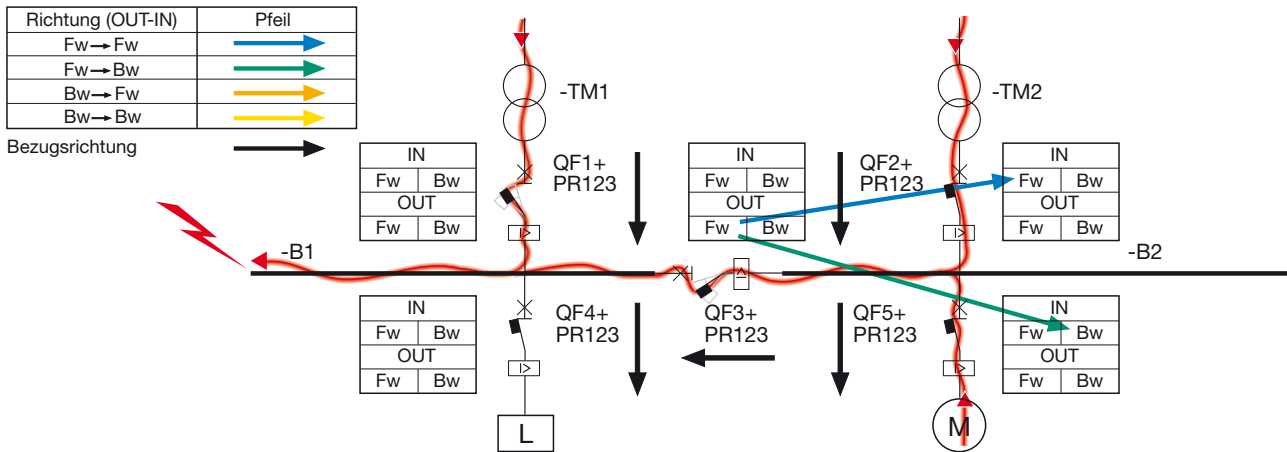 Richtung (OUT-IN) Pfeil
Fw → Fw
Fw → Bw
Bw → Fw
Bw → Bw
Bezugsrichtung
-TM1
-TM2
IN
Fw Bw
OUT
Fw Bw
QF1+
PR123
IN
Fw Bw
OUT
Fw Bw
QF2+
PR123
IN
Fw Bw
OUT
Fw Bw
-B1
-B2
IN
Fw Bw
OUT
Fw Bw
QF4+
PR123
QF3+
PR123
QF5+
PR123
IN
Fw Bw
OUT
Fw Bw
L
M